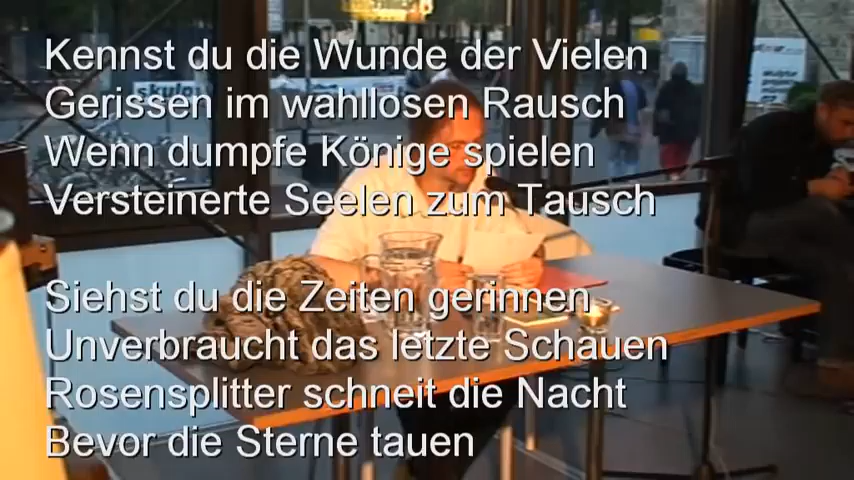 Kennst du die Wunde der Vielen
Gerissen im wahllosen Rausch
Wenn dumpfe Könige spielen
Versteinerte Seelen zum Tausch
Siehst du die Zeiten gerinnen
Unverbraucht das letzte Schauen
Rosensplitter schneit die Nacht
Bevor die Sterne tauen